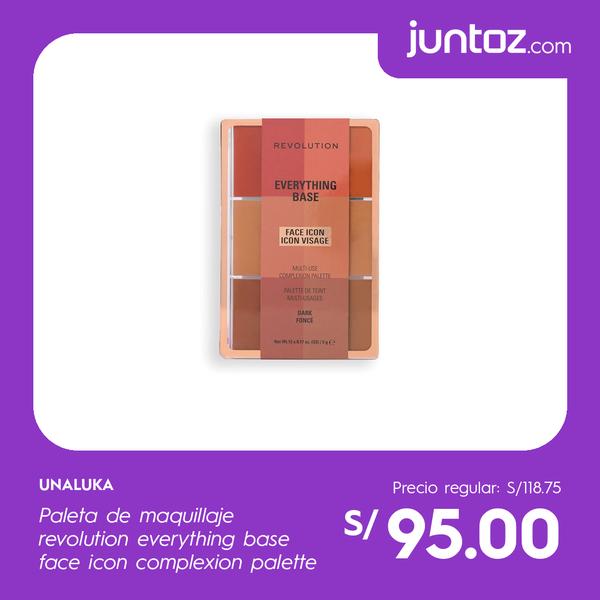 juntoz.com
REVOLUTION
EVERYTHING
BASE
FACE ICON
ICON VISAGE
MULTI-USE
COMPLEXION PALETTE
PALETTE DE TEINT
MULTI-USAGES
DARK
FONCÉ
UNALUKA
Paleta de maquillaje
revolution everything base
face icon complexion palette
Precio regular: S/118.75
S/ 95.00